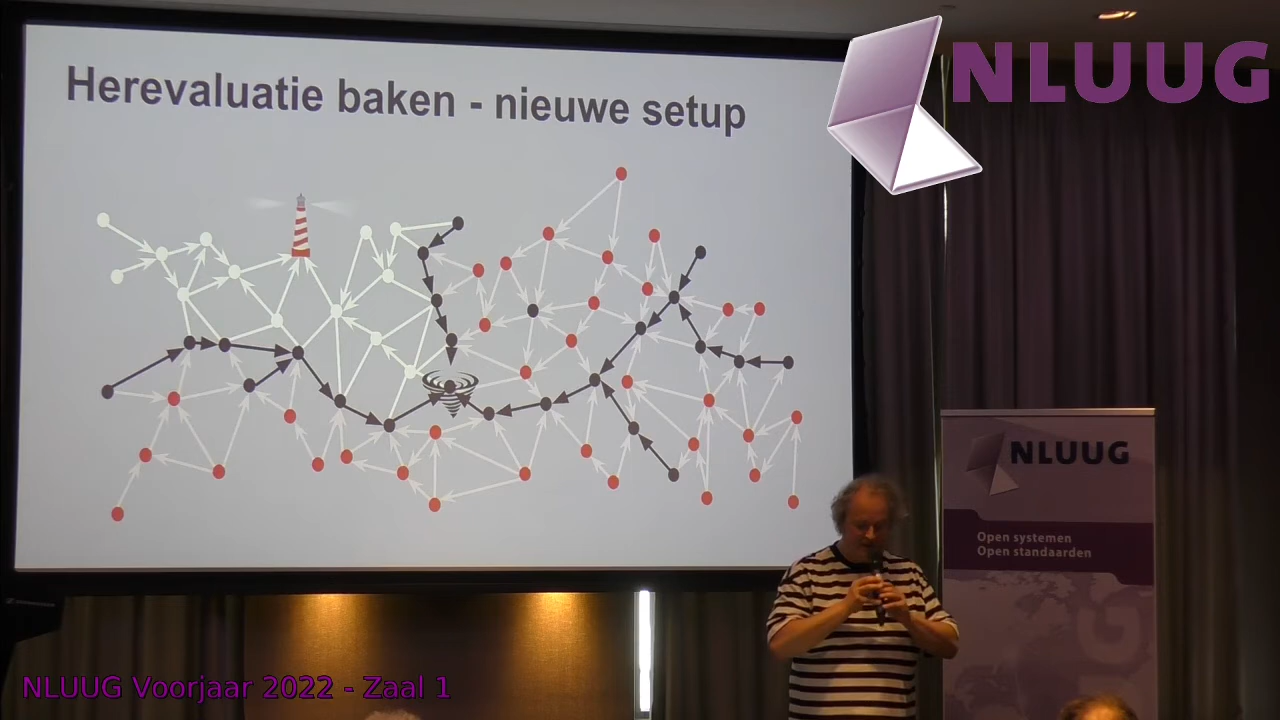 Herevaluatie baken - nieuwe setup
NLUUG
NLUUG
Open systemen
Open standaarden
NLUUG Voorjaar 2022 - Zaal 1